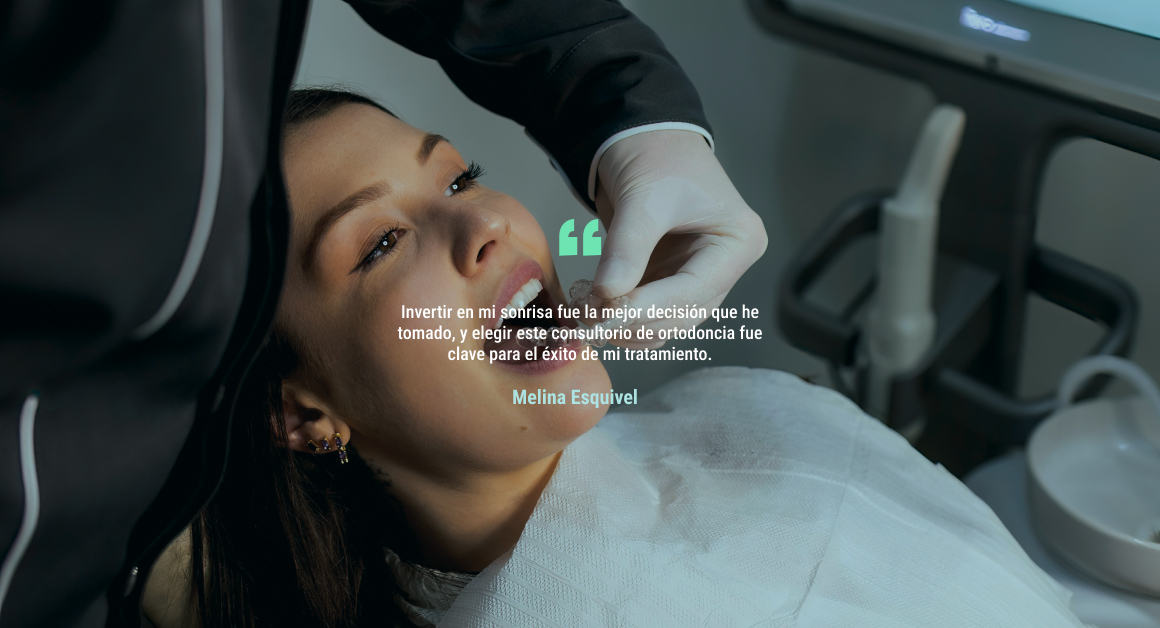 Invertir en mi sonrisa fue la mejor decisión que he
tomado, y elegir este consultorio de ortodoncia fue
clave para el éxito de mi tratamiento.
Melina Esquivel